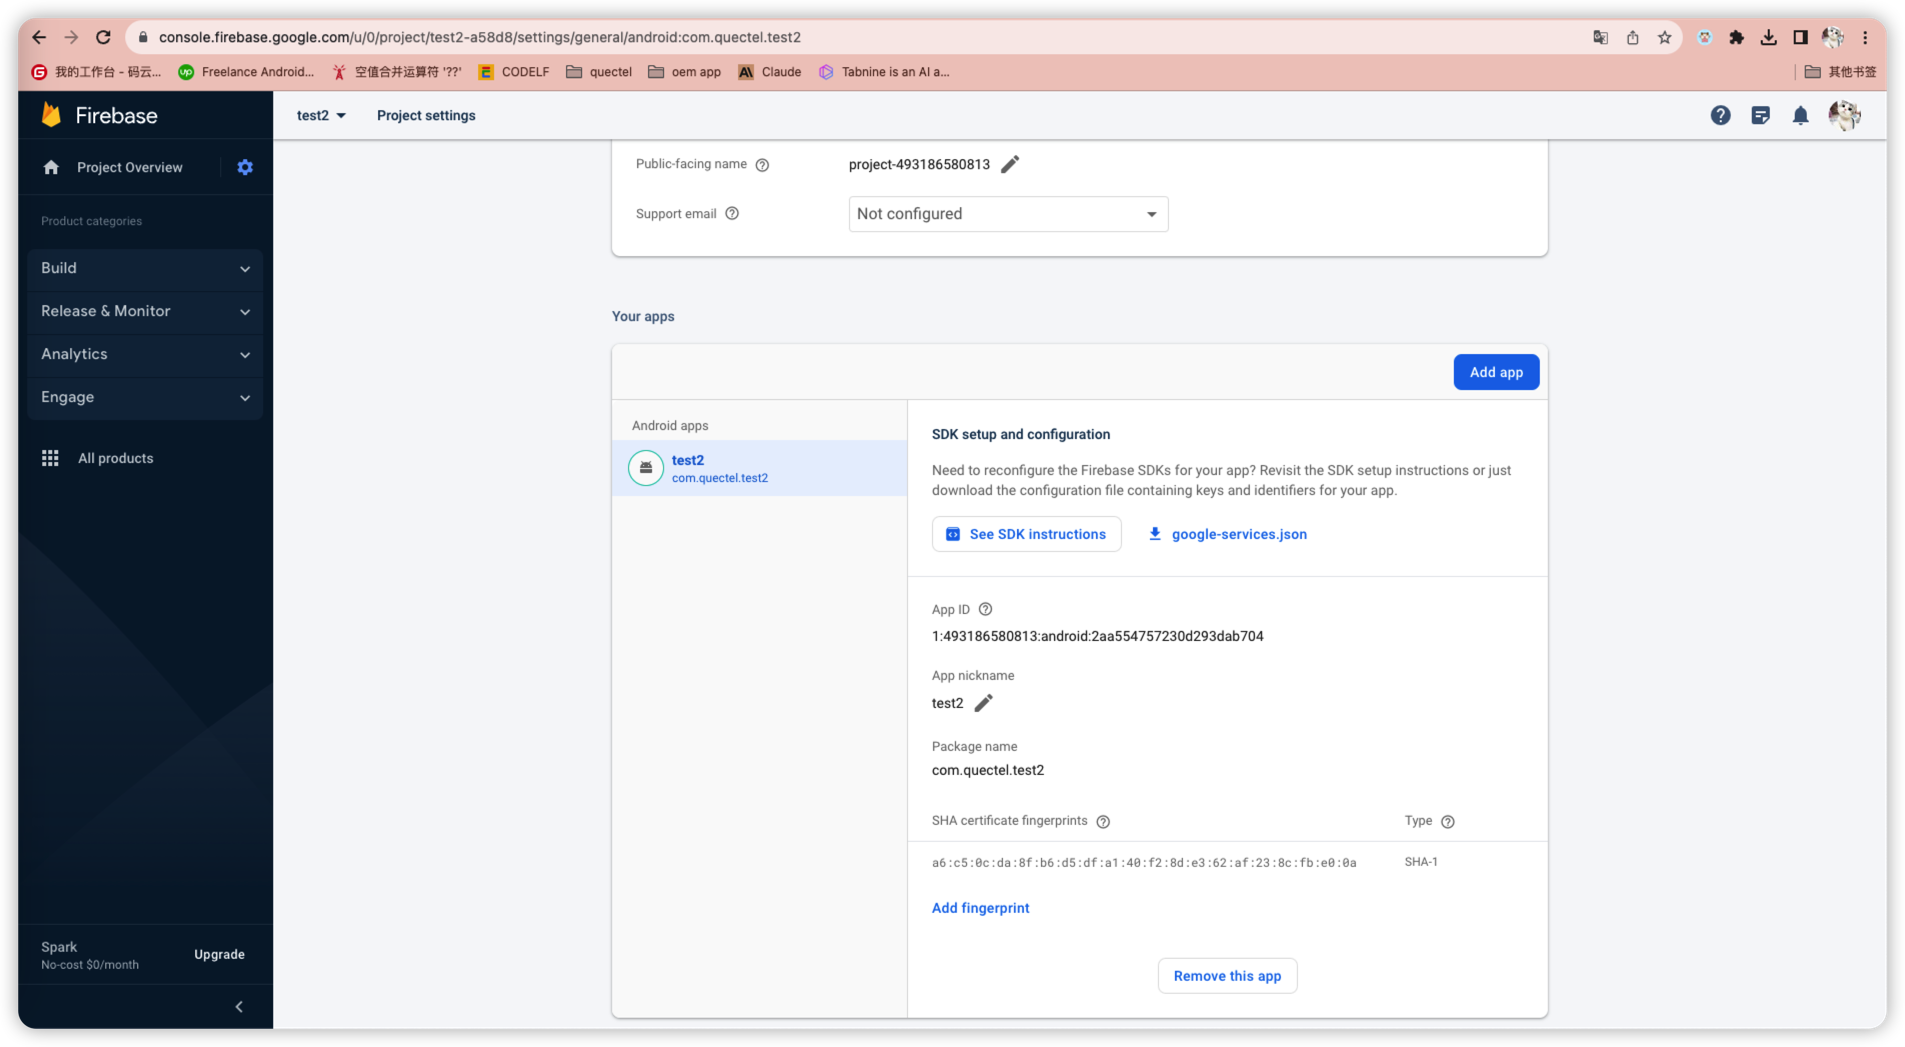 console.firebase.google.com/u/0/project/test2-a58d8/settings/general/android:com.quectel.test2
我的工作台 - 码云... Freelance Android... 空值合并运算符 '??' CODELF quectel oem app Claude Tabnine is an AI a... 其他书签
Firebase
test2 Project settings
Project Overview
Product categories
Build
Release & Monitor
Analytics
Engage
All products
Spark
No-cost $0/month
Upgrade
Public-facing name project-493186580813
Support email Not configured
Your apps
Add app
Android apps
test2
com.quectel.test2
SDK setup and configuration
Need to reconfigure the Firebase SDKs for your app? Revisit the SDK setup instructions or just
download the configuration file containing keys and identifiers for your app.
See SDK instructions google-services.json
App ID
1:493186580813:android:2aa554757230d293dab704
App nickname
test2
Package name
com.quectel.test2
SHA certificate fingerprints Type
a6:c5:0c:da:8f:b6:d5:df:a1:40:f2:8d:e3:62:af:23:8c:fb:e0:0a SHA-1
Add fingerprint
Remove this app